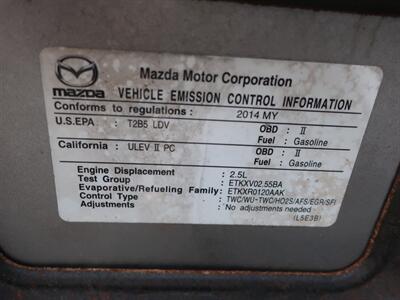 Mazda Motor Corporation
mazda VEHICLE EMISSION CONTROL INFORMATION
Conforms to regulations : 2014 MY
U.S.EPA : T2B5 LDV OBD : II
Fuel : Gasoline
California : ULEV II PC OBD : II
Fuel : Gasoline
Engine Displacement : 2.5L
Test Group : ETKXV02.55BA
Evaporative/Refueling Family: ETKXR0120AAK
Control Type : TWC/WU-TWC/HO2S/AFS/EGR/SFI
Adjustments : No adjustments needed
(L5E3B)